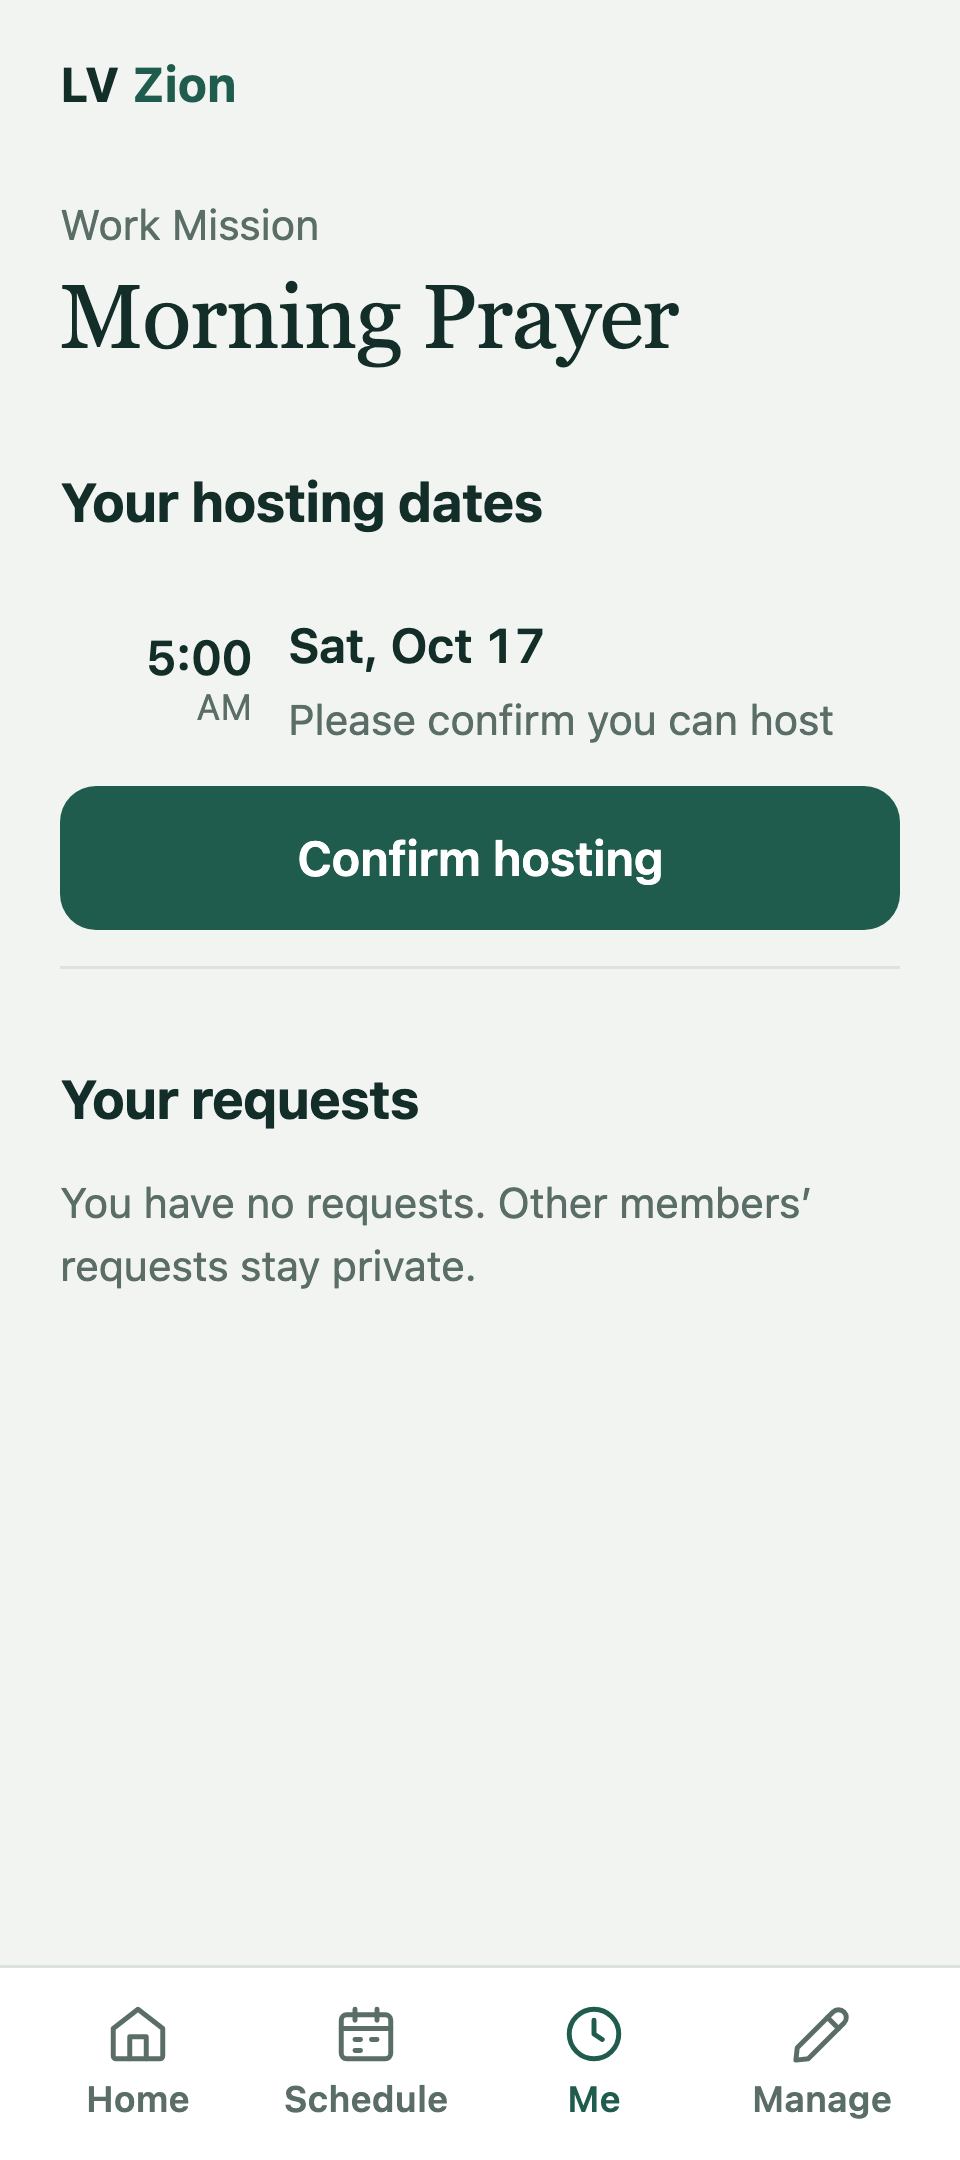 LV Zion
Work Mission
Morning Prayer
Your hosting dates
5:00
AM
Sat, Oct 17
Please confirm you can host
Confirm hosting
Your requests
You have no requests. Other members’
requests stay private.
Home
Schedule
Me
Manage